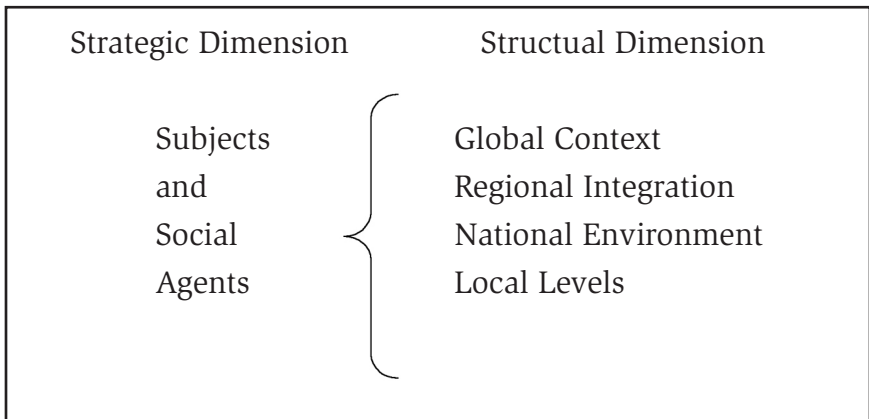 Strategic Dimension
Structual Dimension
Subjects
and
Social
Agents
Global Context
Regional Integration
National Environment
Local Levels